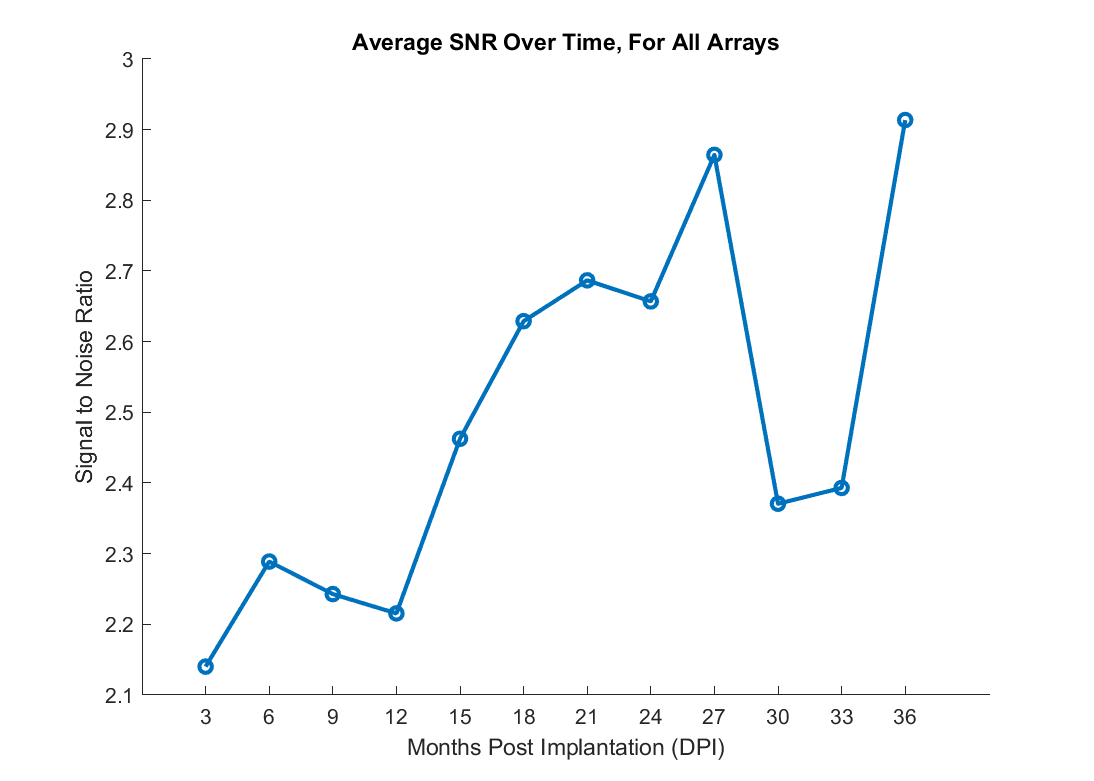 Average SNR Over Time, For All Arrays
3
2.9
2.8
2.7
2.6
2.5
2.4
2.3
2.2
2.1
Signal to Noise Ratio
3 6 9 12 15 18 21 24 27 30 33 36
Months Post Implantation (DPI)